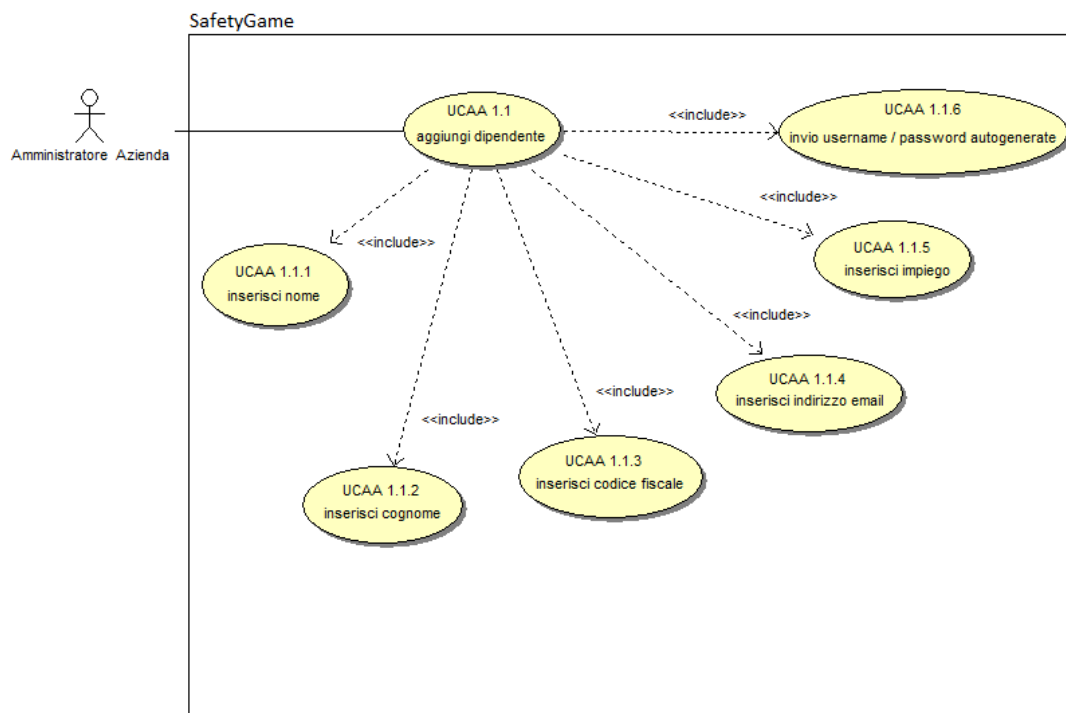 SafetyGame
Amministratore Azienda
UCAA 1.1
aggiungi dipendente
<<include>>
UCAA 1.1.6
invio username / password autogenerate
<<include>>
UCAA 1.1.5
inserisci impiego
<<include>>
UCAA 1.1.1
inserisci nome
<<include>>
UCAA 1.1.4
inserisci indirizzo email
<<include>>
UCAA 1.1.3
inserisci codice fiscale
<<include>>
UCAA 1.1.2
inserisci cognome